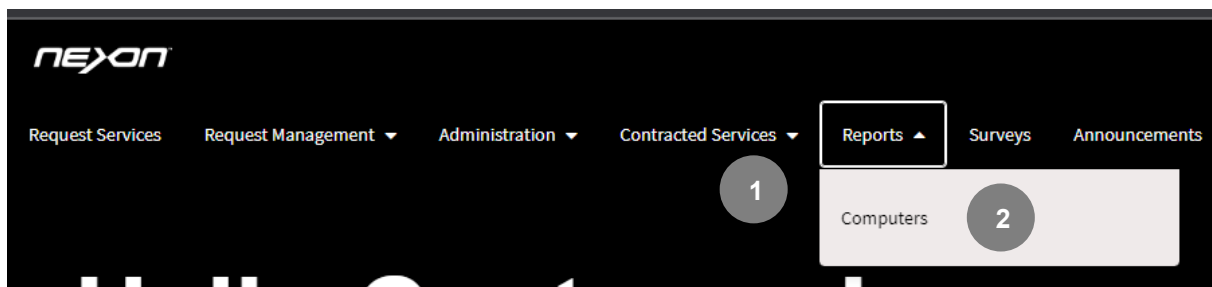 nexon
Request Services Request Management Administration Contracted Services Reports Surveys Announcements
1
Computers 2